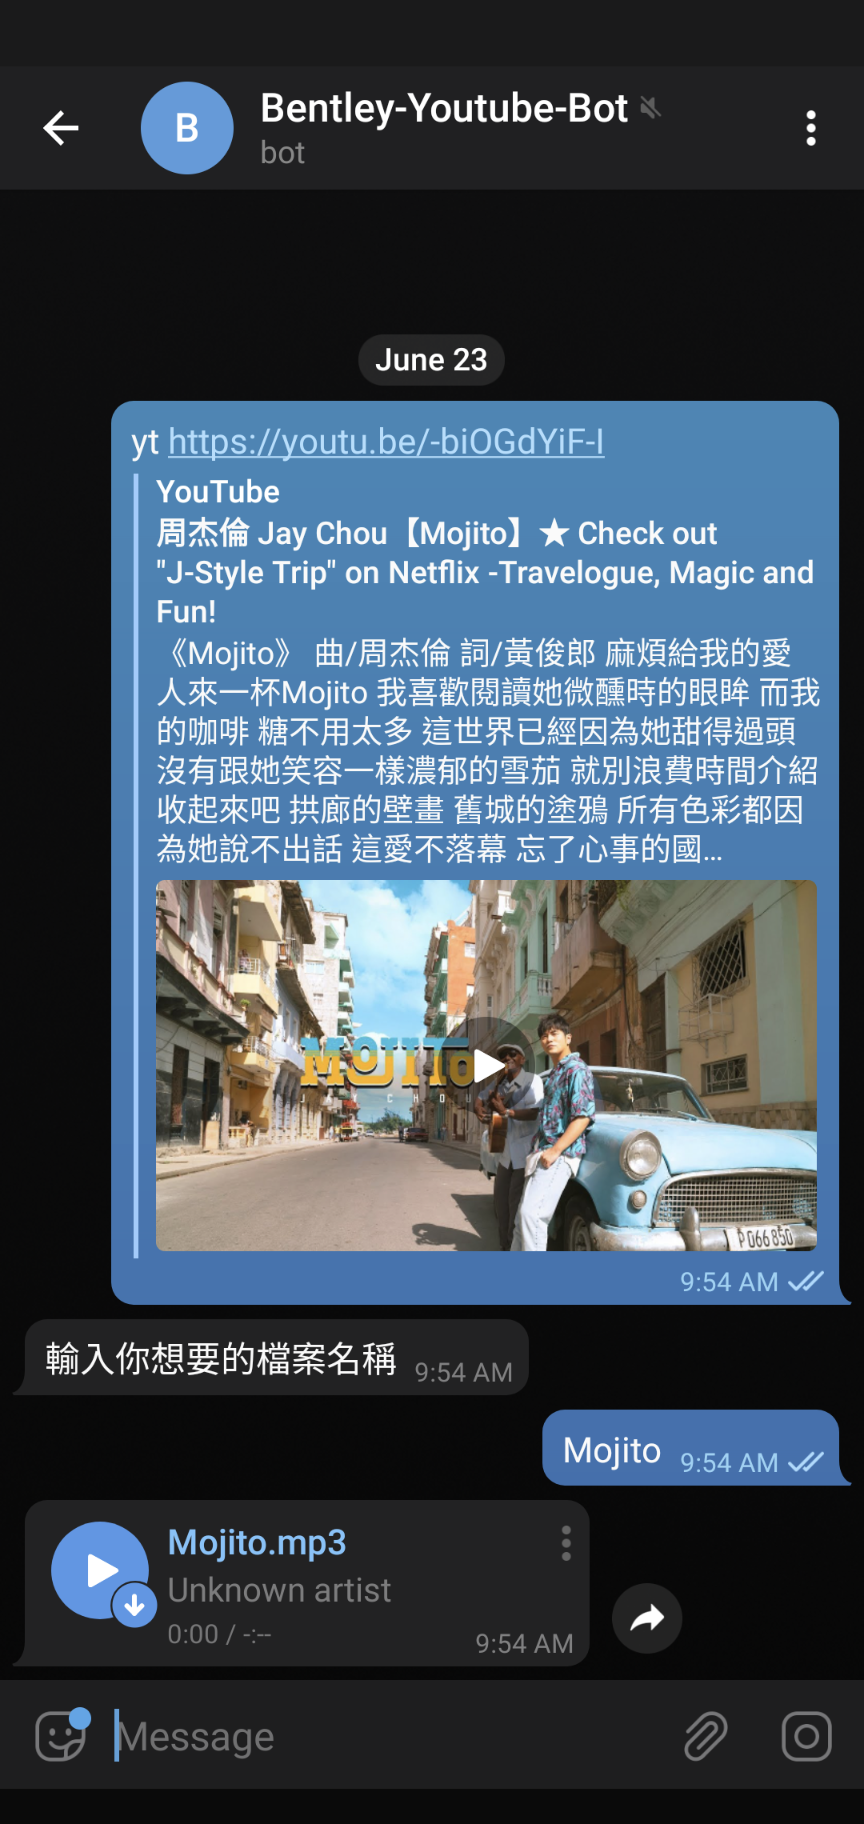 Bentley-Youtube-Bot
B
bot
June 23
yt https://youtu.be/-biOGdYiF-I
YouTube
周杰倫 Jay Chou【Mojito】★ Check out
"J-Style Trip" on Netflix -Travelogue, Magic and
Fun!
《Mojito》 曲/周杰倫 詞/黃俊郎 麻煩給我的愛
人來一杯Mojito 我喜歡閱讀她微醺時的眼眸 而我
的咖啡 糖不用太多 這世界已經因為她甜得過頭
沒有跟她笑容一樣濃郁的雪茄 就別浪費時間介紹
收起來吧 拱廊的壁畫 舊城的塗鴉 所有色彩都因
為她說不出話 這愛不落幕 忘了心事的國...
MOJITO
J Y CHOU
P066850
9:54 AM
輸入你想要的檔案名稱 9:54 AM
Mojito 9:54 AM
Mojito.mp3
Unknown artist
0:00 / -:--
9:54 AM
Message